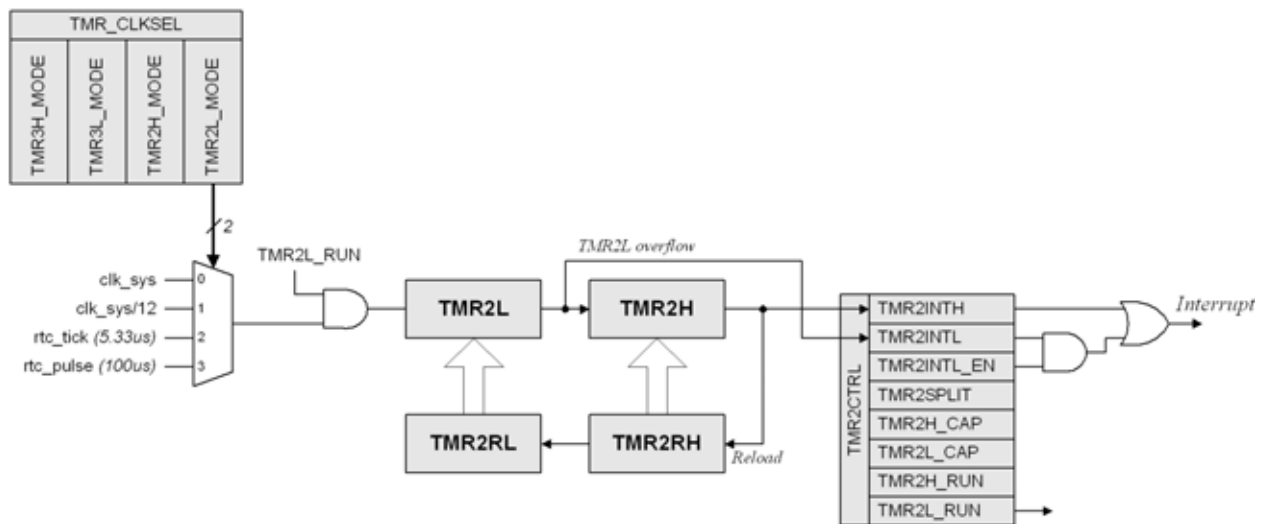 TMR_CLKSEL
TMR3H_MODE
TMR3L_MODE
TMR2H_MODE
TMR2L_MODE
2
TMR2L_RUN
clk_sys
0
clk_sys/12
1
rtc_tick (5.33us)
2
rtc_pulse (100us)
3
TMR2L
TMR2L overflow
TMR2H
TMR2RL
TMR2RH
Reload
TMR2CTRL
TMR2INTH
TMR2INTL
TMR2INTL_EN
TMR2SPLIT
TMR2H_CAP
TMR2L_CAP
TMR2H_RUN
TMR2L_RUN
Interrupt